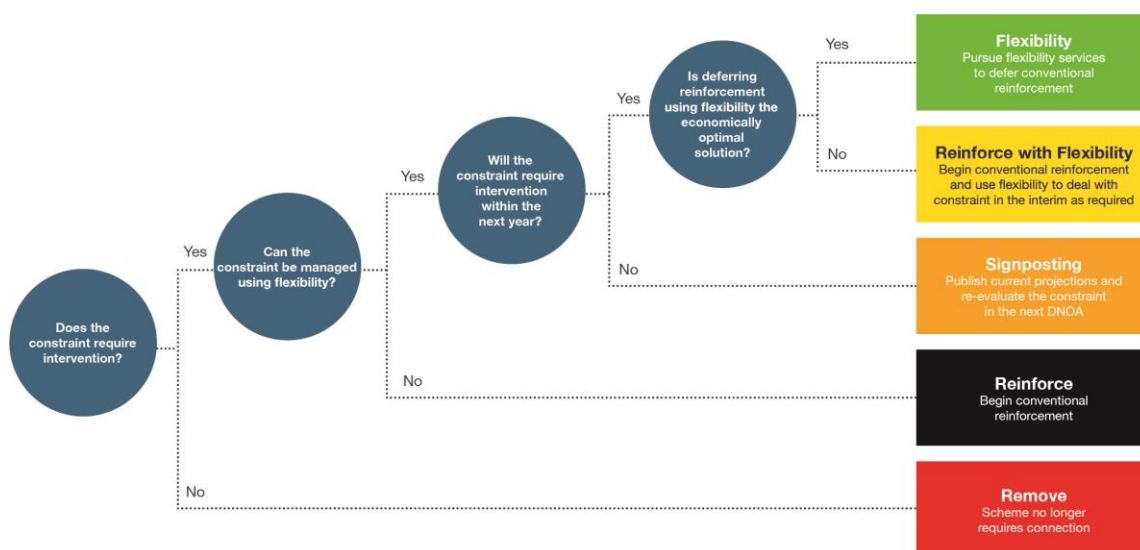 Does the
constraint require
intervention?
Yes
No
Can the
constraint be managed
using flexibility?
Yes
No
Will the
constraint require
intervention
within the
next year?
Yes
No
Is deferring
reinforcement
using flexibility the
economically
optimal
solution?
Yes
No
Flexibility
Pursue flexibility services
to defer conventional
reinforcement
Reinforce with Flexibility
Begin conventional reinforcement
and use flexibility to deal with
constraint in the interim as required
Signposting
Publish current projections and
re-evaluate the constraint
in the next DNOA
Reinforce
Begin conventional
reinforcement
Remove
Scheme no longer
requires connection